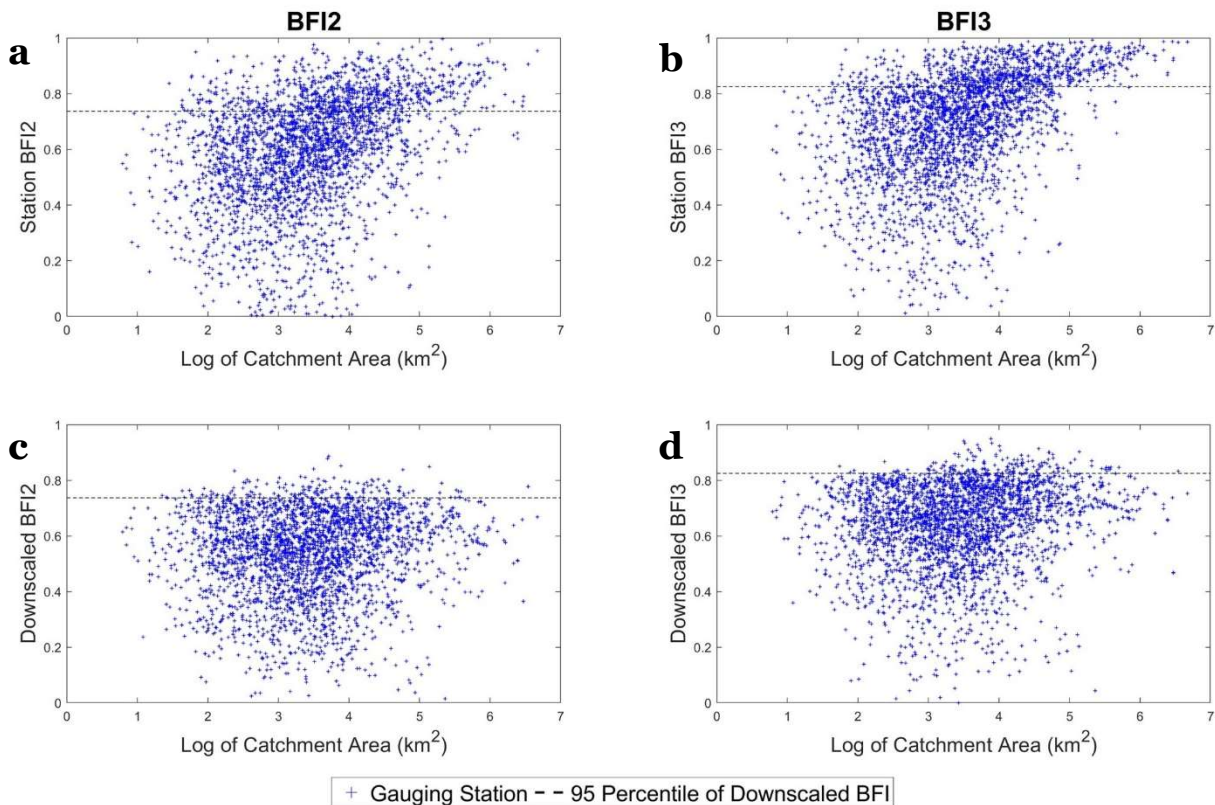 BFI2
BFI3
a
1
0.8
0.6
0.4
0.2
0
Station BFI2
0 1 2 3 4 5 6 7
Log of Catchment Area (km²)
b
1
0.8
0.6
0.4
0.2
0
Station BFI3
0 1 2 3 4 5 6 7
Log of Catchment Area (km²)
c
1
0.8
0.6
0.4
0.2
0
Downscaled BFI2
0 1 2 3 4 5 6 7
Log of Catchment Area (km²)
d
1
0.8
0.6
0.4
0.2
0
Downscaled BFI3
0 1 2 3 4 5 6 7
Log of Catchment Area (km²)
+ Gauging Station – – 95 Percentile of Downscaled BFI